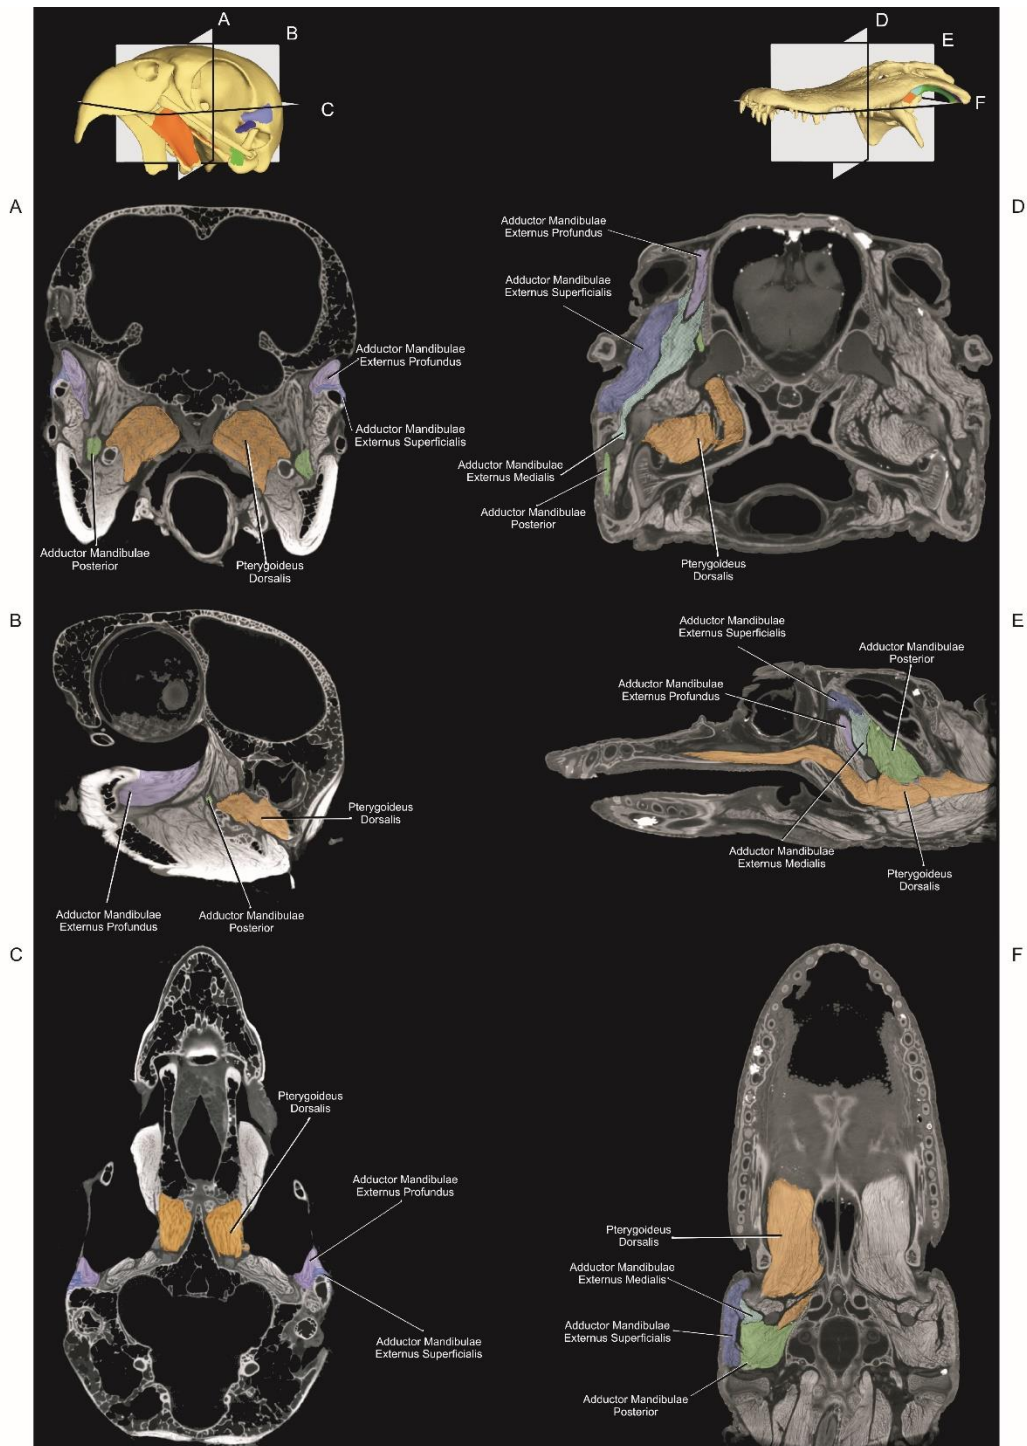 A
B
C
D
E
F
A
Adductor Mandibulae
Externus Profundus
Adductor Mandibulae
Externus Superficialis
Adductor Mandibulae
Posterior
Pterygoideus
Dorsalis
D
Adductor Mandibulae
Externus Profundus
Adductor Mandibulae
Externus Superficialis
Adductor Mandibulae
Externus Medialis
Adductor Mandibulae
Posterior
Pterygoideus
Dorsalis
B
Pterygoideus
Dorsalis
Adductor Mandibulae
Externus Profundus
Adductor Mandibulae
Posterior
E
Adductor Mandibulae
Externus Superficialis
Adductor Mandibulae
Posterior
Adductor Mandibulae
Externus Profundus
Adductor Mandibulae
Externus Medialis
Pterygoideus
Dorsalis
C
Pterygoideus
Dorsalis
Adductor Mandibulae
Externus Profundus
Adductor Mandibulae
Externus Superficialis
F
Pterygoideus
Dorsalis
Adductor Mandibulae
Externus Medialis
Adductor Mandibulae
Externus Superficialis
Adductor Mandibulae
Posterior